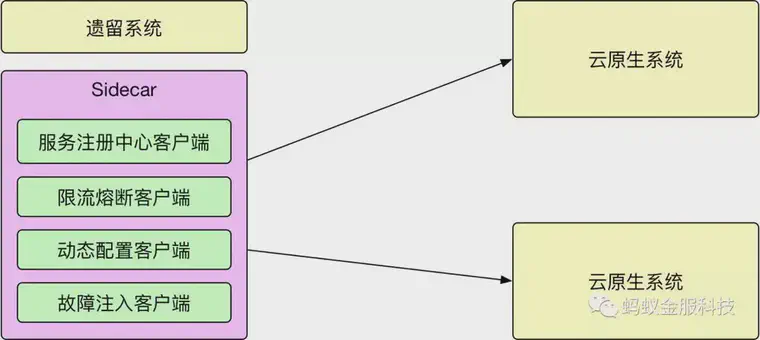 遗留系统
Sidecar
服务注册中心客户端
限流熔断客户端
动态配置客户端
故障注入客户端
云原生系统
云原生系统
蚂蚁金服科技